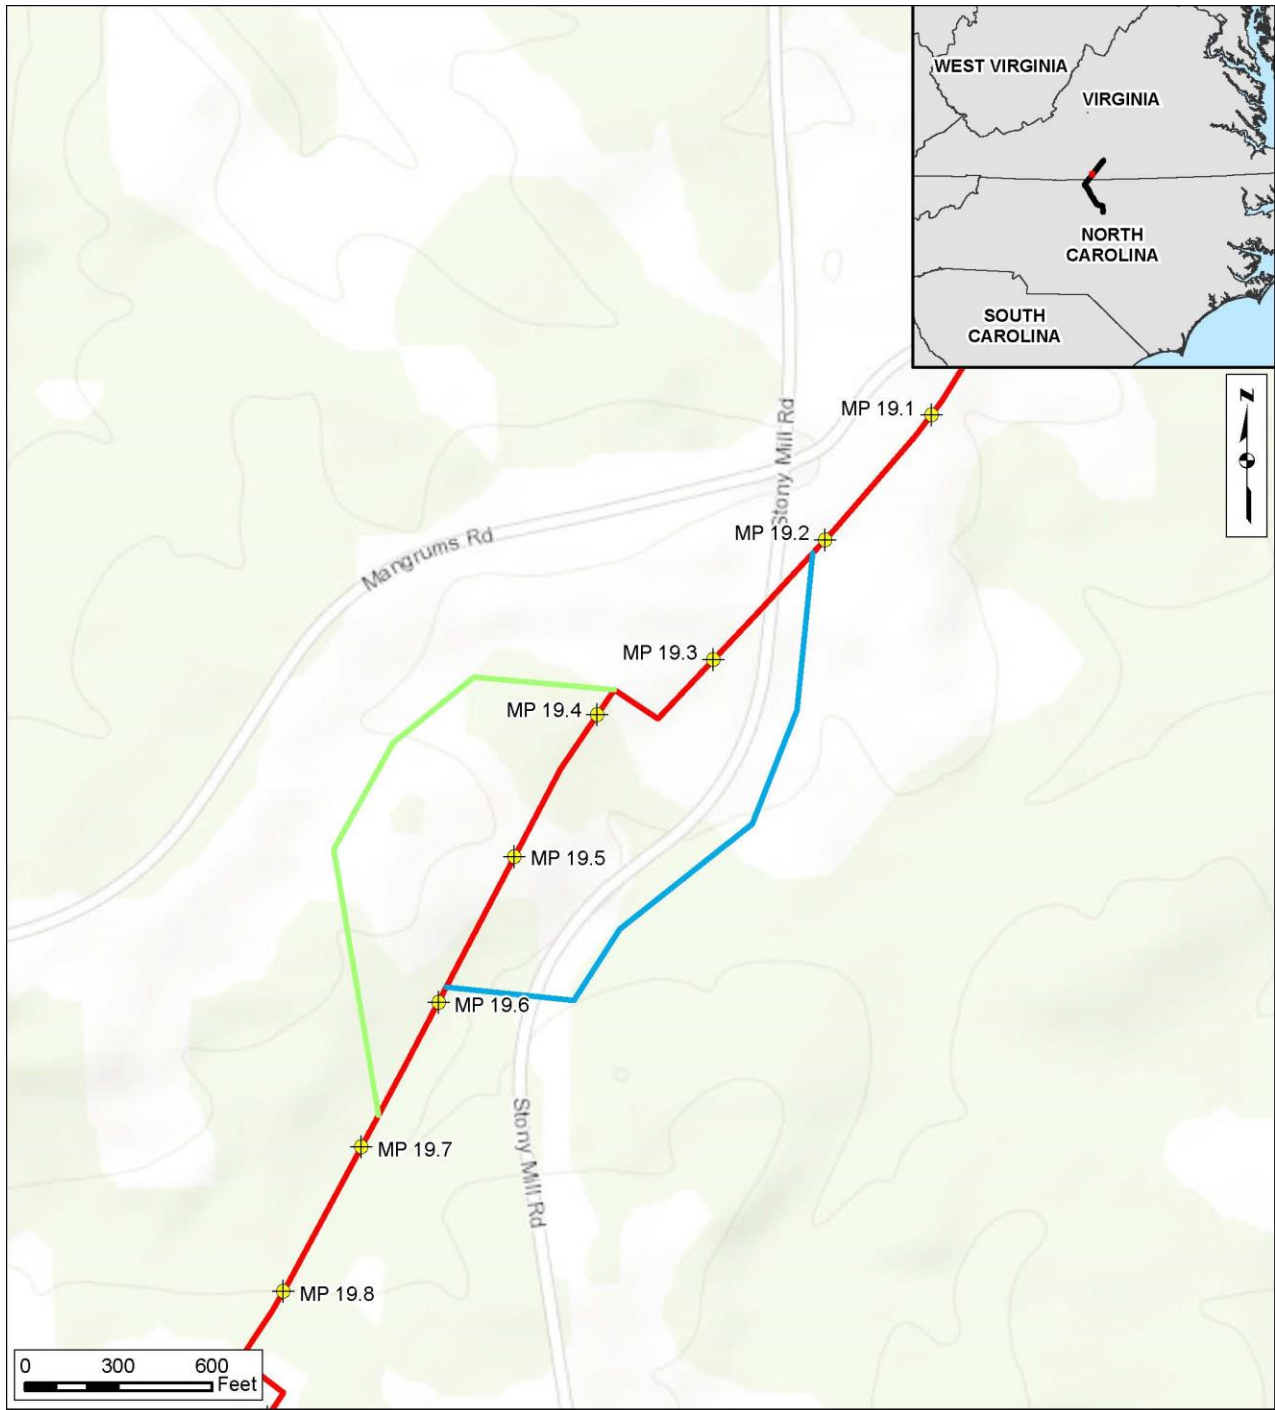 WEST VIRGINIA
VIRGINIA
NORTH
CAROLINA
SOUTH
CAROLINA
N
MP 19.1
Stony Mill Rd
MP 19.2
Mangrums Rd
MP 19.3
MP 19.4
MP 19.5
MP 19.6
MP 19.7
Stony Mill Rd
MP 19.8
0 300 600
Feet